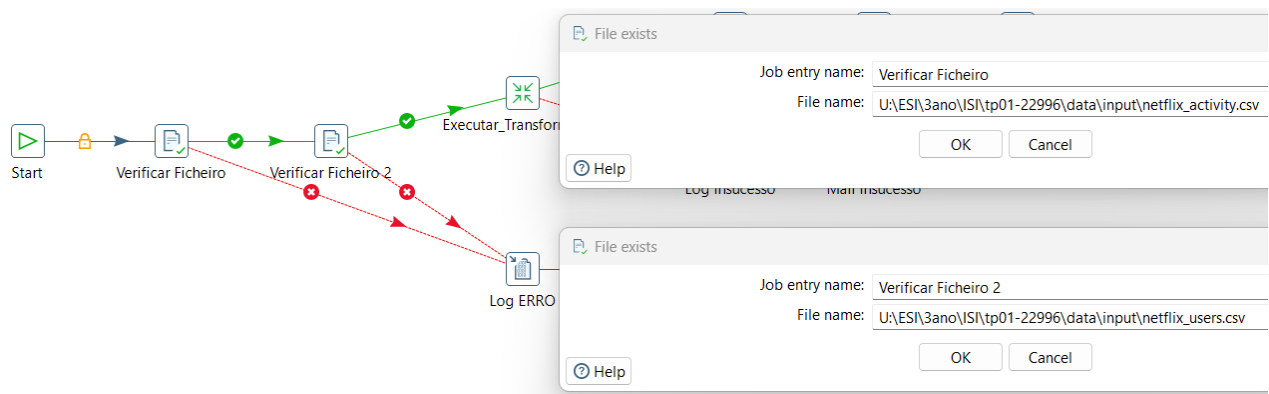 Start
Verificar Ficheiro
Verificar Ficheiro 2
Executar_Transforn
Log ERRO
Log Insucesso
Mail Insucesso
File exists
Job entry name: Verificar Ficheiro
File name: U:\ESI\3ano\ISI\tp01-22996\data\input\netflix_activity.csv
OK Cancel
Help
File exists
Job entry name: Verificar Ficheiro 2
File name: U:\ESI\3ano\ISI\tp01-22996\data\input\netflix_users.csv
OK Cancel
Help